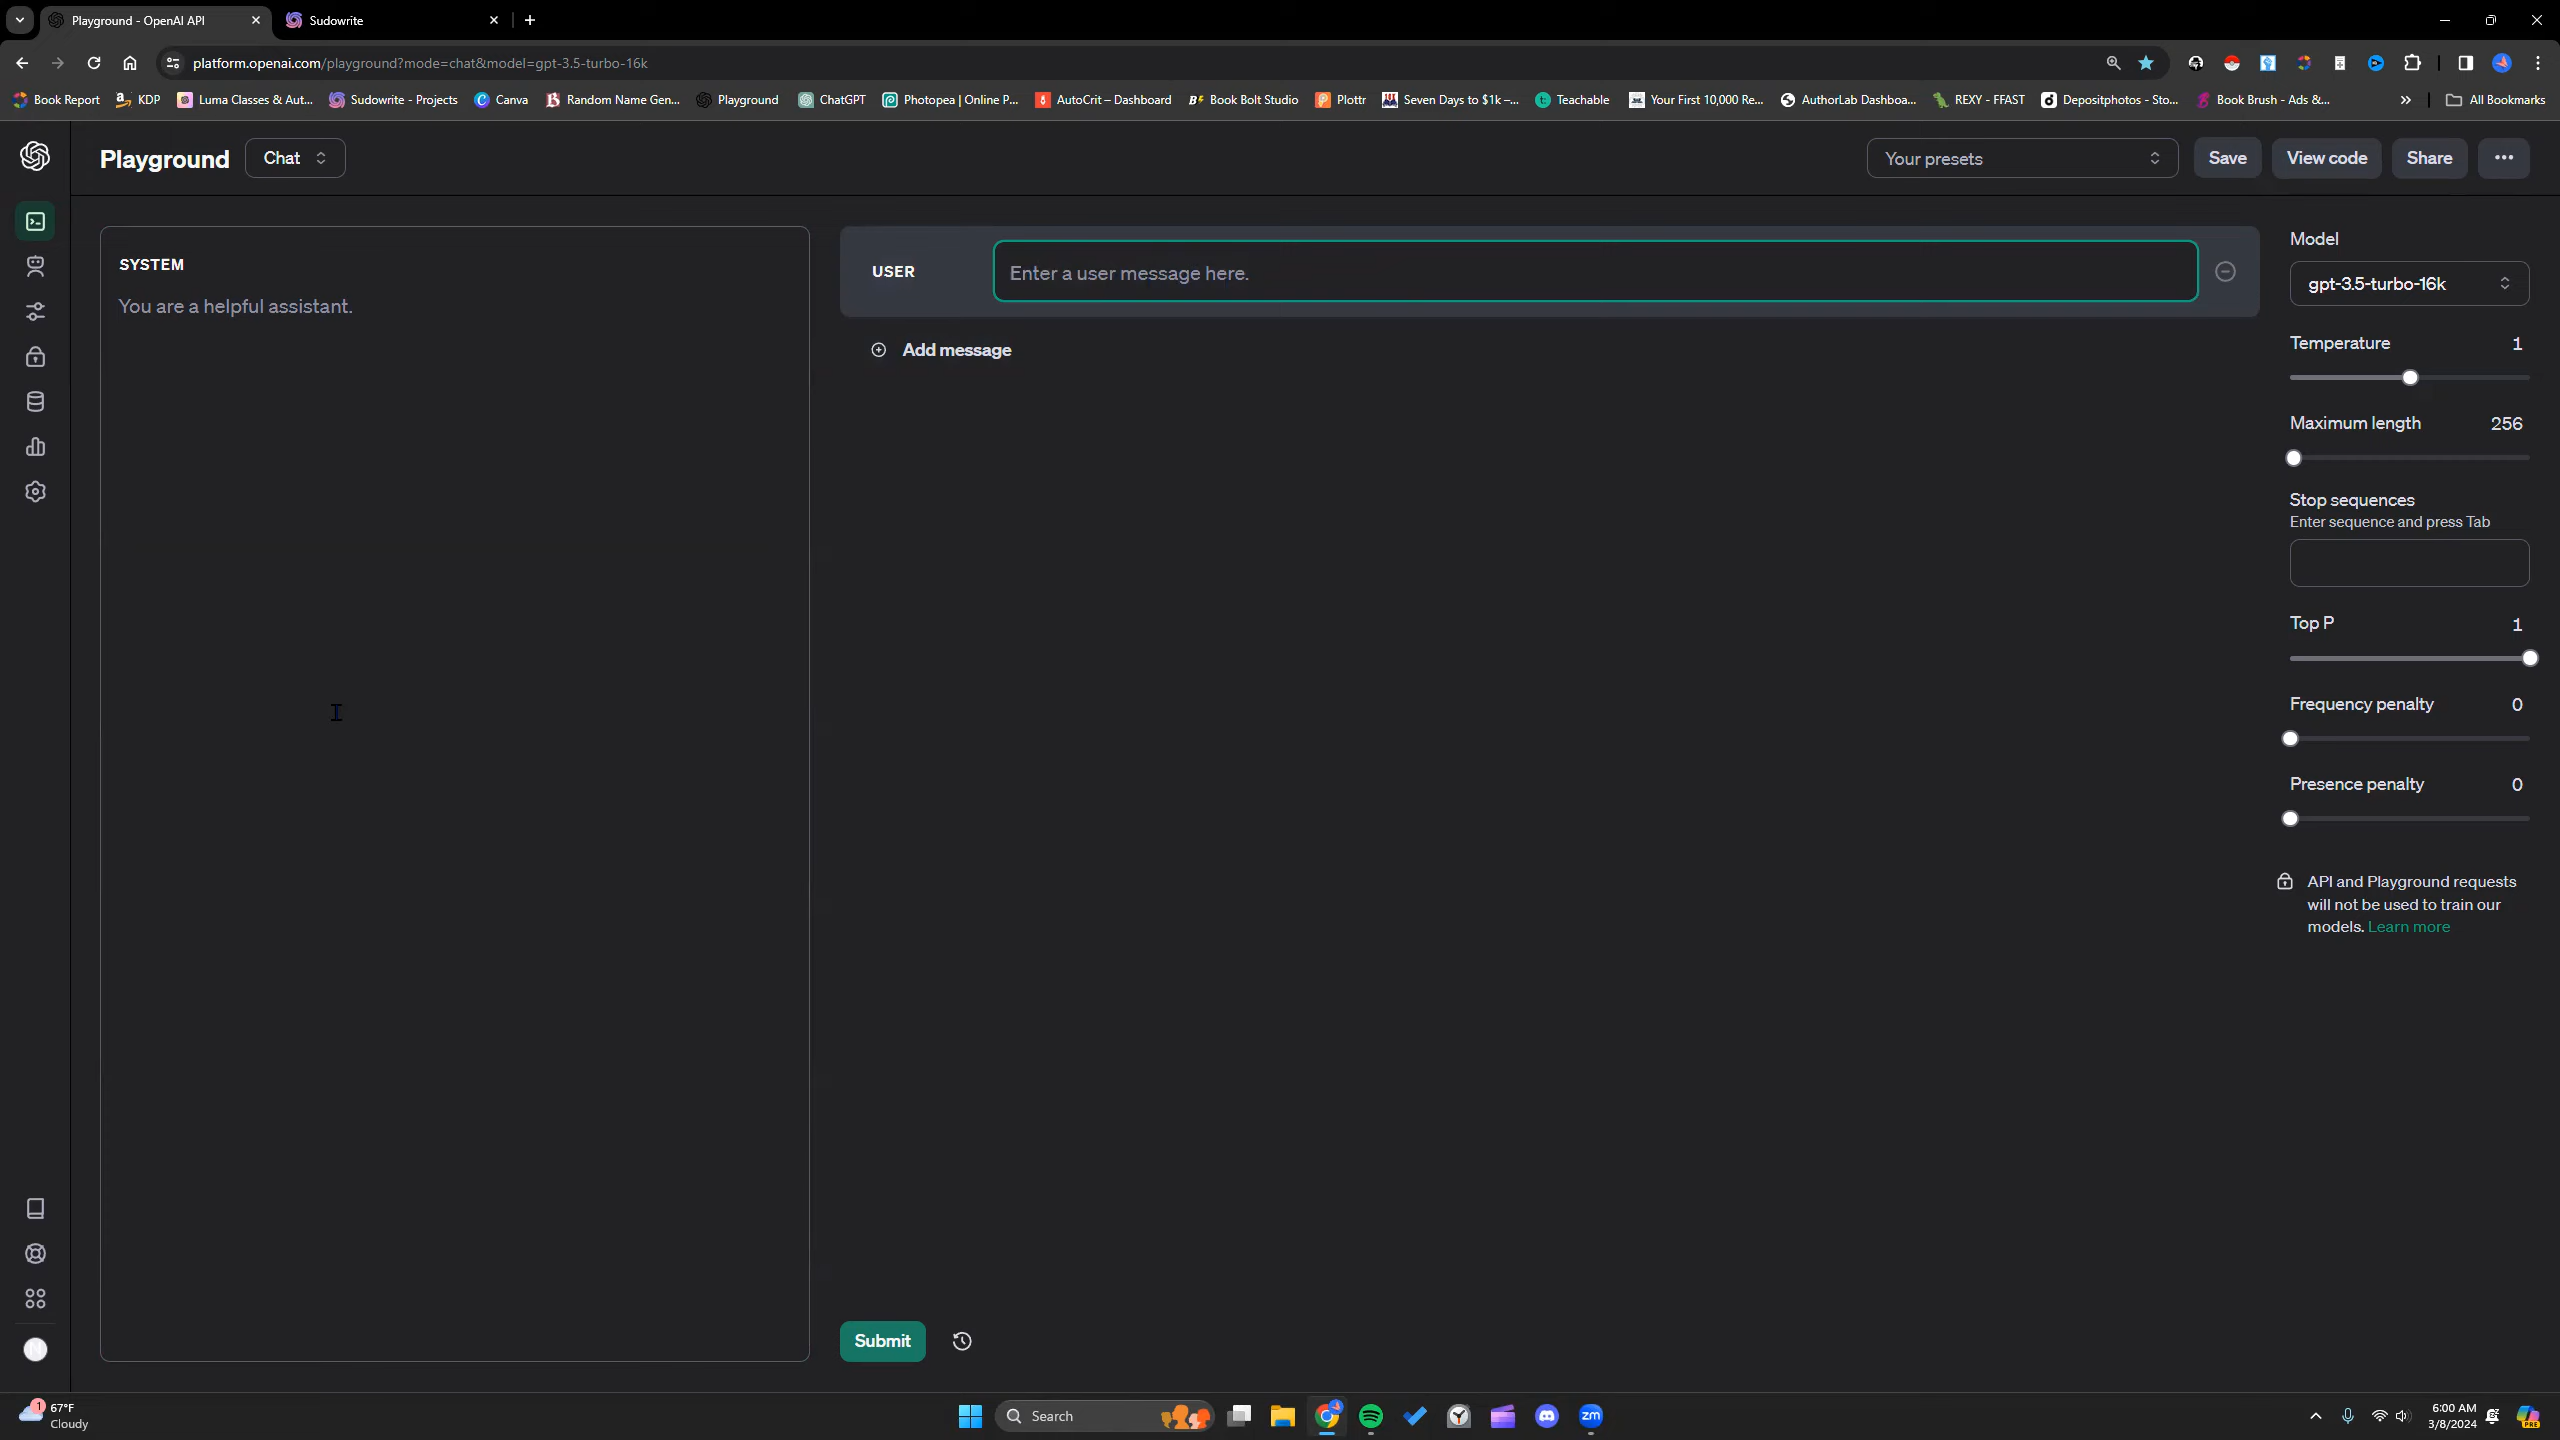 Playground - OpenAI API
Sudowrite
platform.openai.com/playground?mode=chat&model=gpt-3.5-turbo-16k
Book Report
KDP
Luma Classes & Aut...
Sudowrite - Projects
Canva
Random Name Gen...
Playground
ChatGPT
Photopea | Online P...
AutoCrit – Dashboard
Book Bolt Studio
Plottr
Seven Days to $1k –...
Teachable
Your First 10,000 Re...
AuthorLab Dashboa...
REXY - FFAST
Depositphotos - Sto...
Book Brush - Ads &...
All Bookmarks
Playground
Chat
Your presets
Save
View code
Share
SYSTEM
You are a helpful assistant.
USER
Enter a user message here.
Add message
Model
gpt-3.5-turbo-16k
Temperature 1
Maximum length 256
Stop sequences
Enter sequence and press Tab
Top P 1
Frequency penalty 0
Presence penalty 0
API and Playground requests
will not be used to train our
models. Learn more
Submit
1
67°F
Cloudy
Search
zm
6:00 AM
3/8/2024
PRE